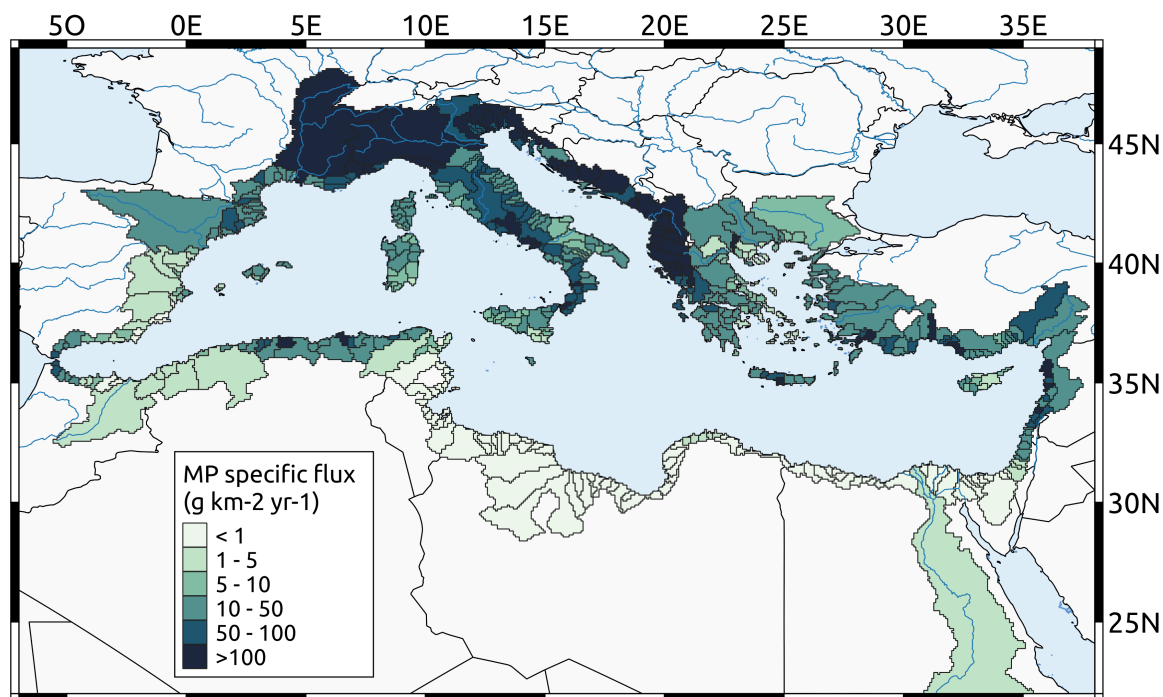 5O 0E 5E 10E 15E 20E 25E 30E 35E
45N
40N
35N
30N
25N
MP specific flux
(g km-2 yr-1)
< 1
1 - 5
5 - 10
10 - 50
50 - 100
>100